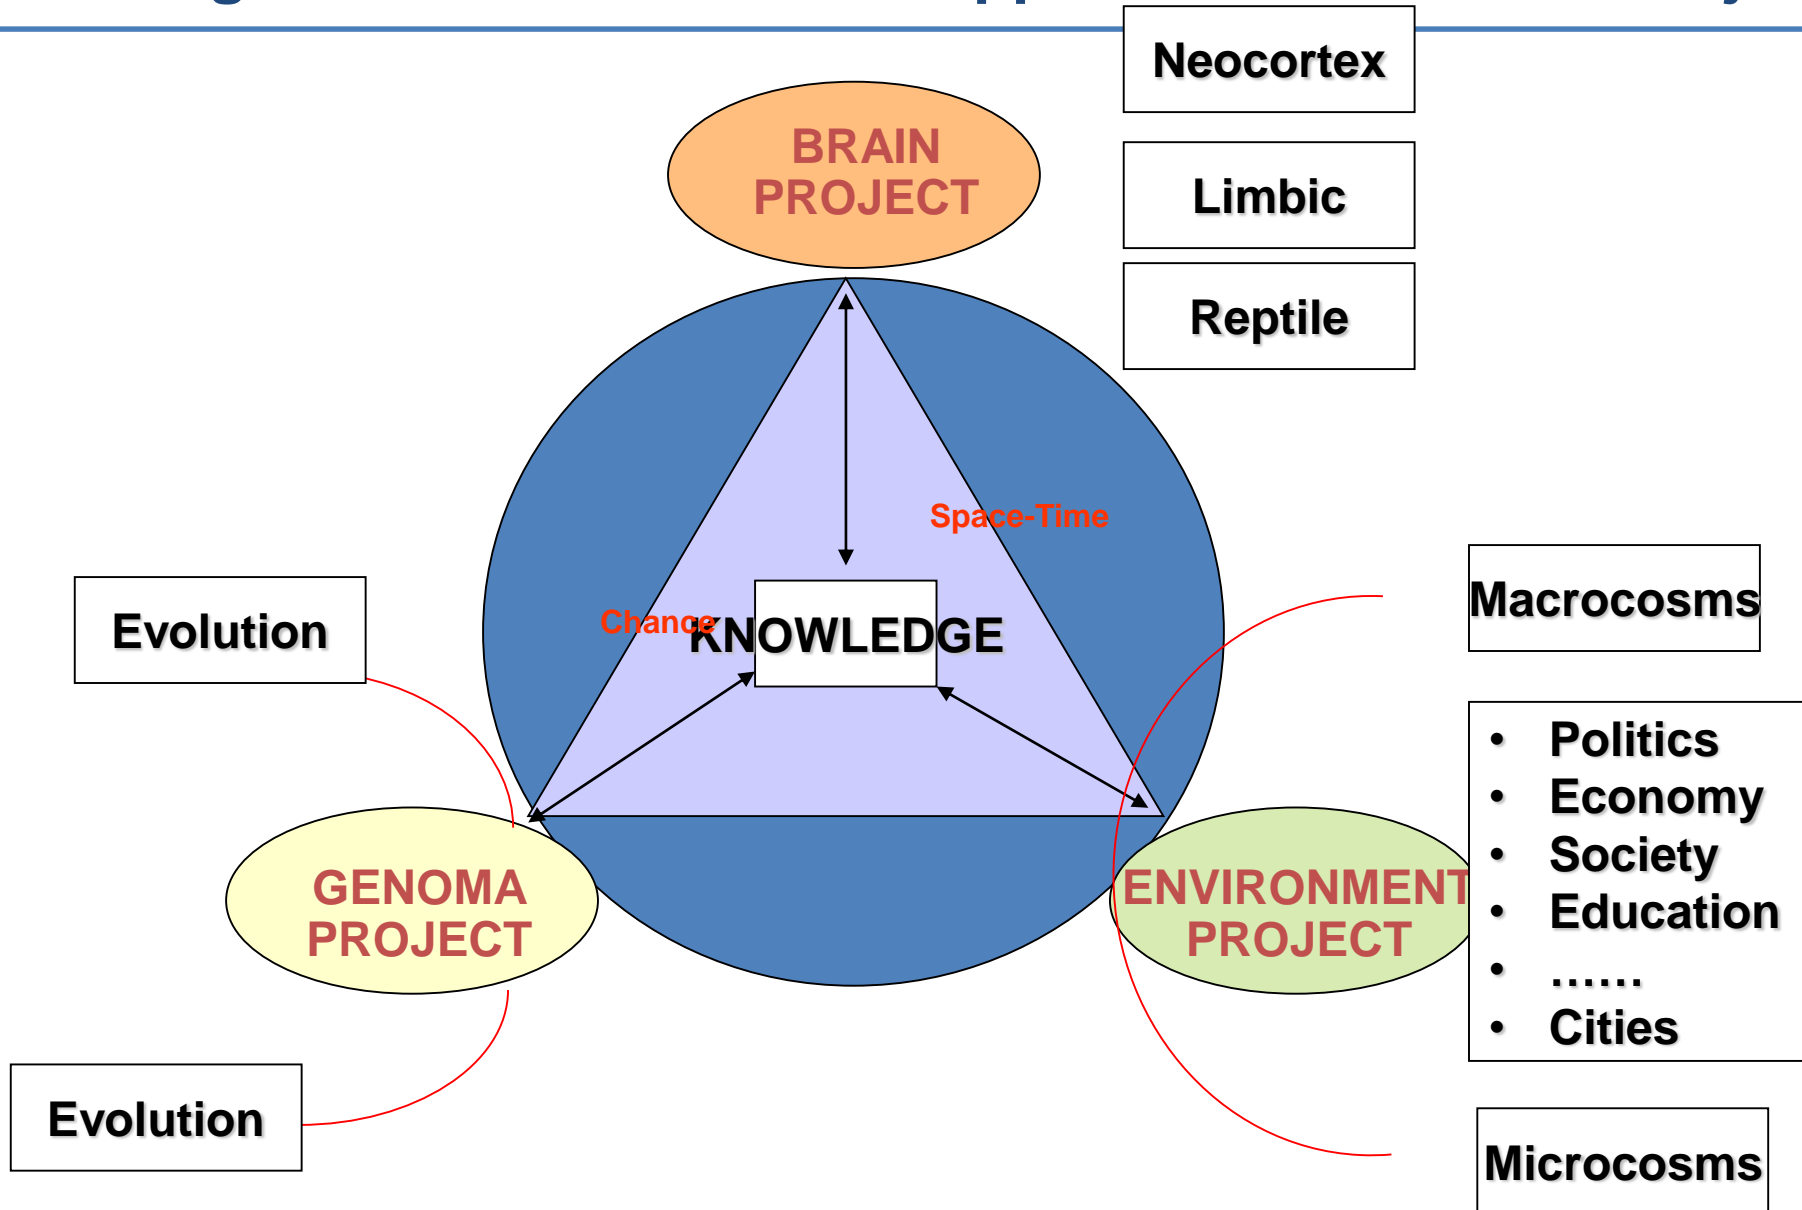 Neocortex
BRAIN
PROJECT
Limbic
Reptile
Space-Time
Chance
KNOWLEDGE
Evolution
Macrocosms
• Politics
• Economy
• Society
• Education
• ......
• Cities
GENOMA
PROJECT
ENVIRONMENT
PROJECT
Evolution
Microcosms